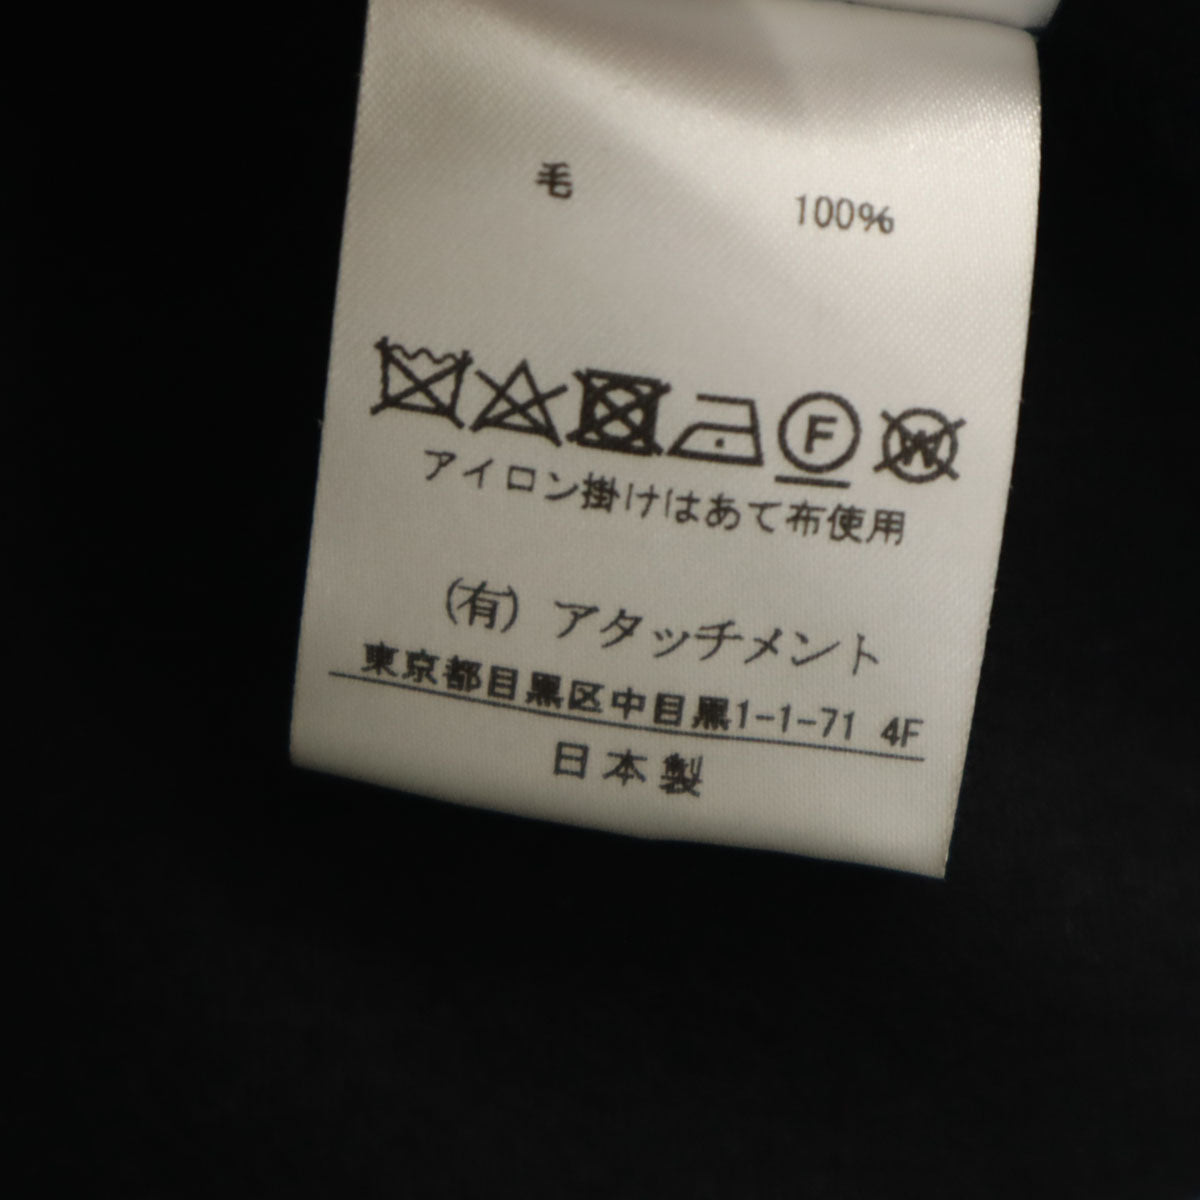 毛 100%
F W
アイロン掛けはあて布使用
(有) アタッチメント
東京都目黒区中目黒1-1-71 4F
日本製